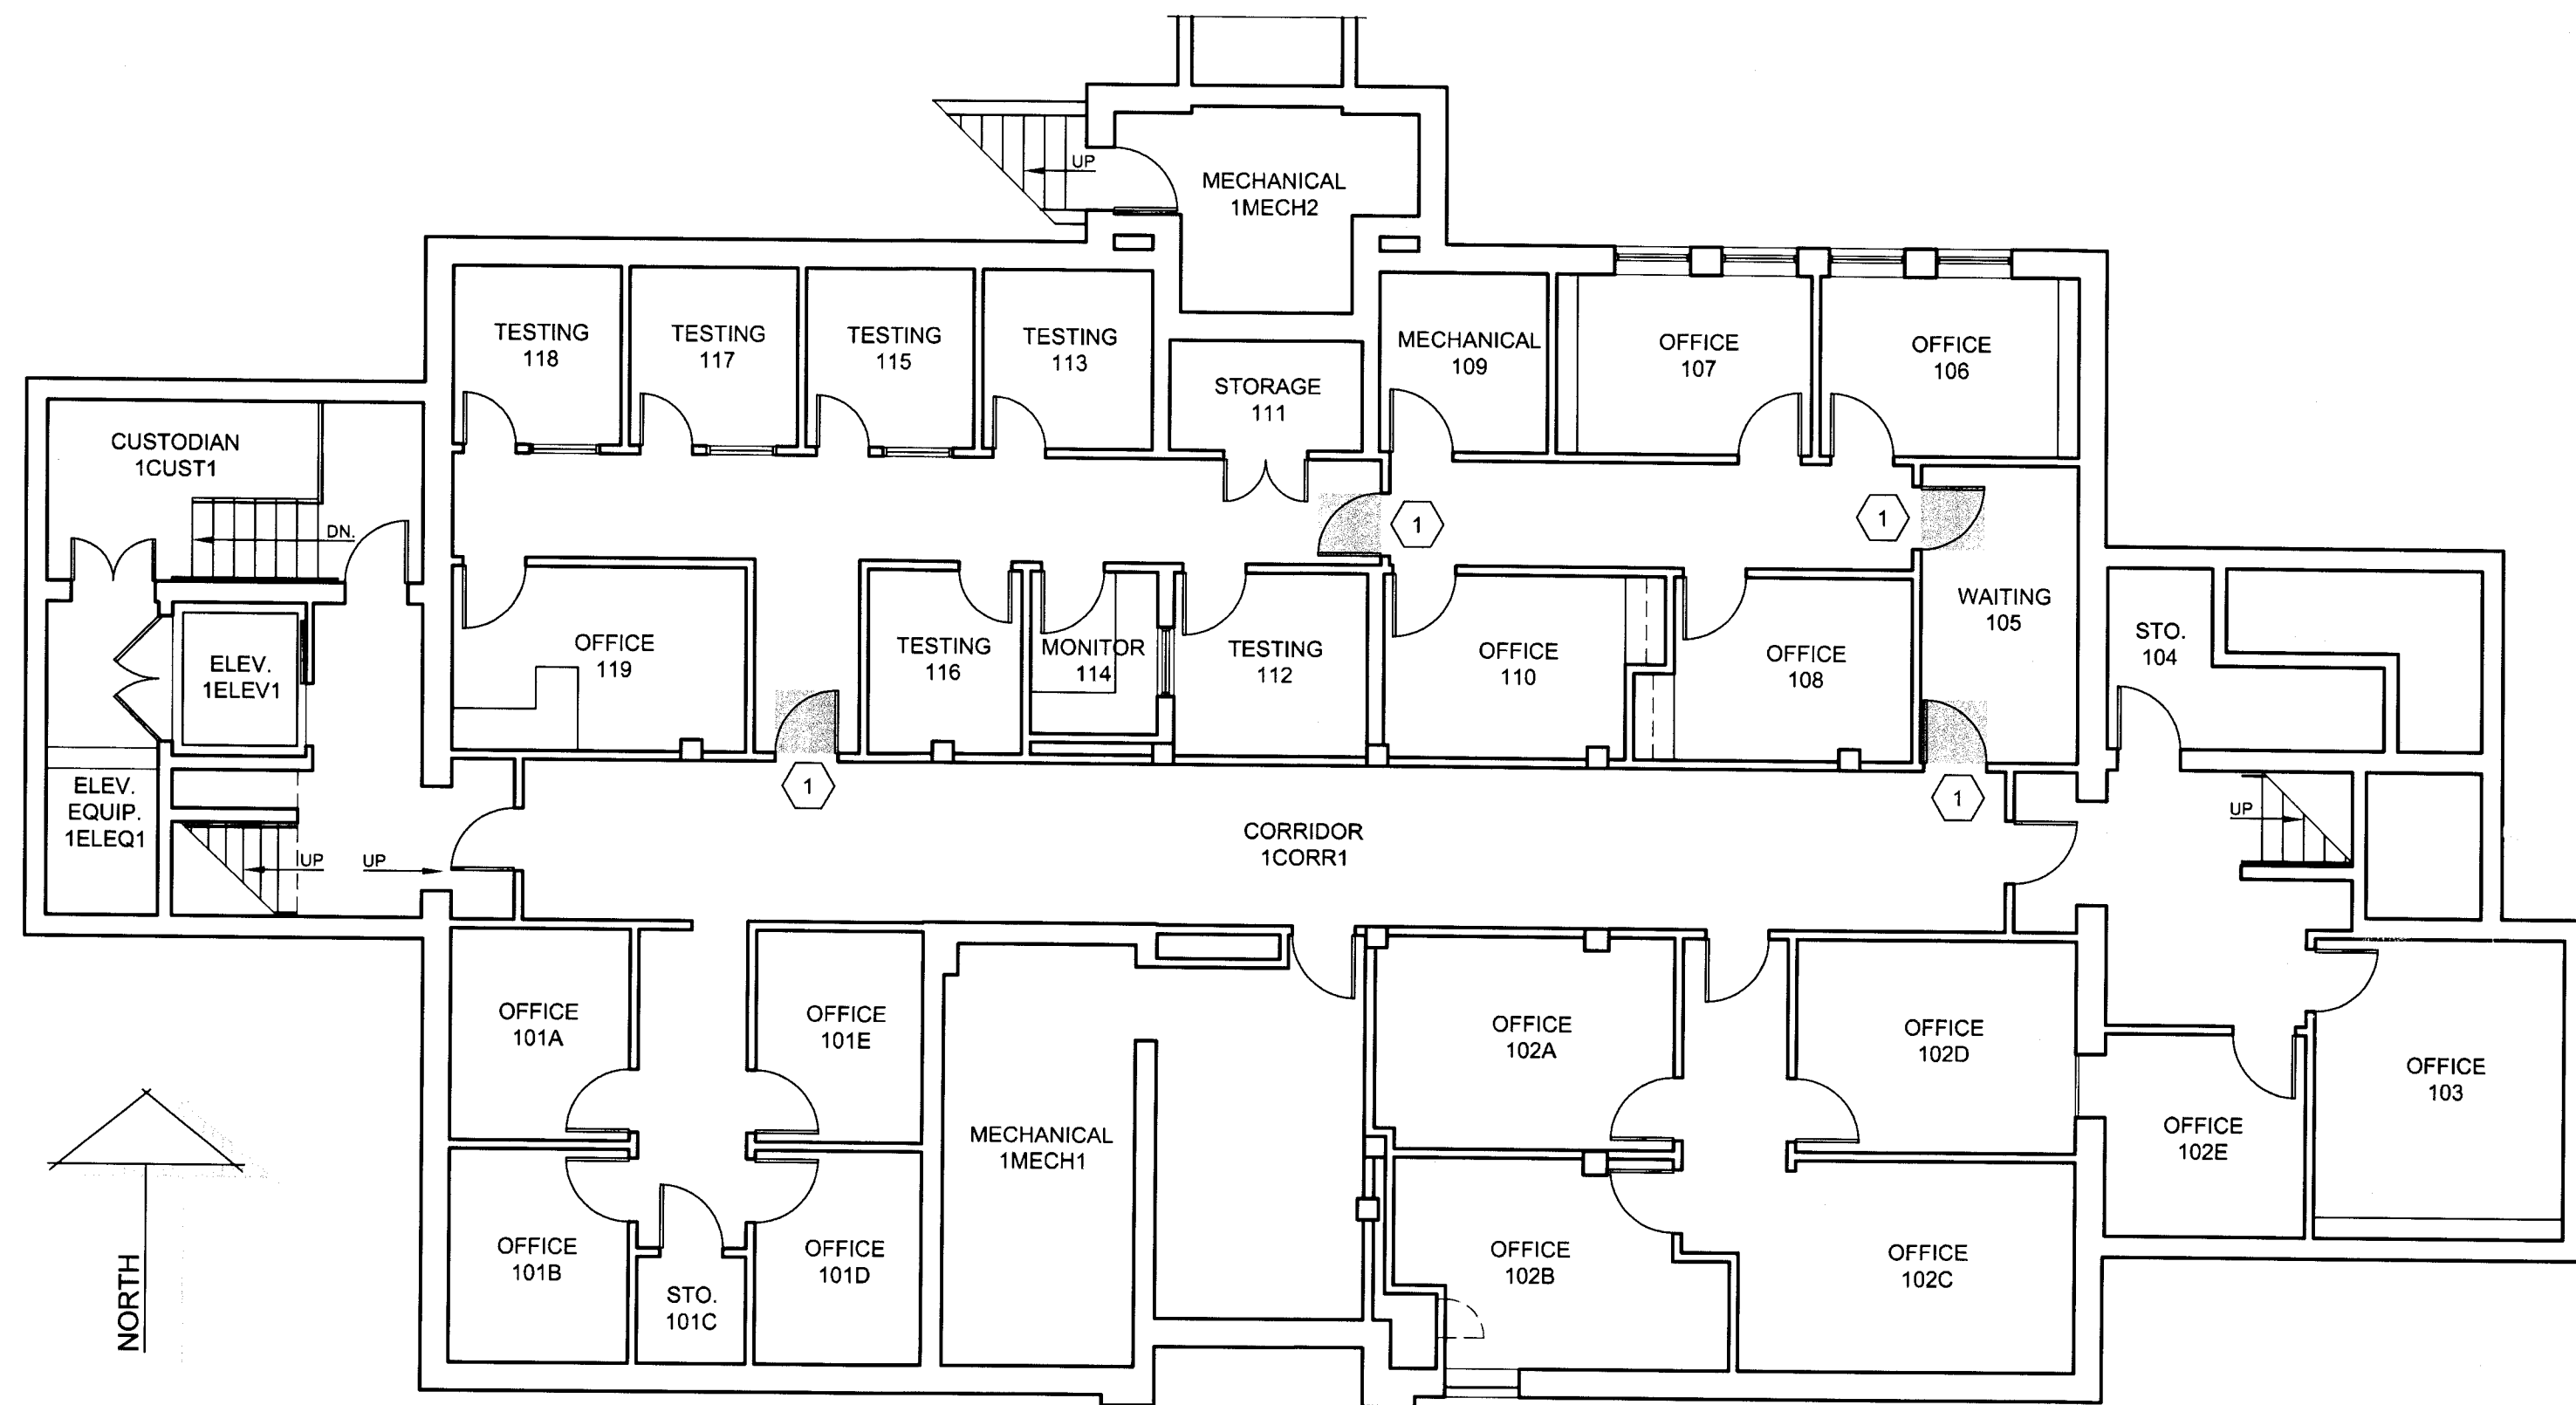 UP
MECHANICAL
1MECH2
TESTING
118
TESTING
117
TESTING
115
TESTING
113
STORAGE
111
MECHANICAL
109
OFFICE
107
OFFICE
106
CUSTODIAN
1CUST1
DN.
1
1
OFFICE
119
TESTING
116
MONITOR
114
TESTING
112
OFFICE
110
OFFICE
108
WAITING
105
STO.
104
ELEV.
1ELEV1
ELEV.
EQUIP.
1ELEQ1
1
1
UP
UP
UP
CORRIDOR
1CORR1
OFFICE
101A
OFFICE
101E
OFFICE
102A
OFFICE
102D
OFFICE
103
MECHANICAL
1MECH1
OFFICE
102E
OFFICE
101B
STO.
101C
OFFICE
101D
OFFICE
102B
OFFICE
102C
NORTH